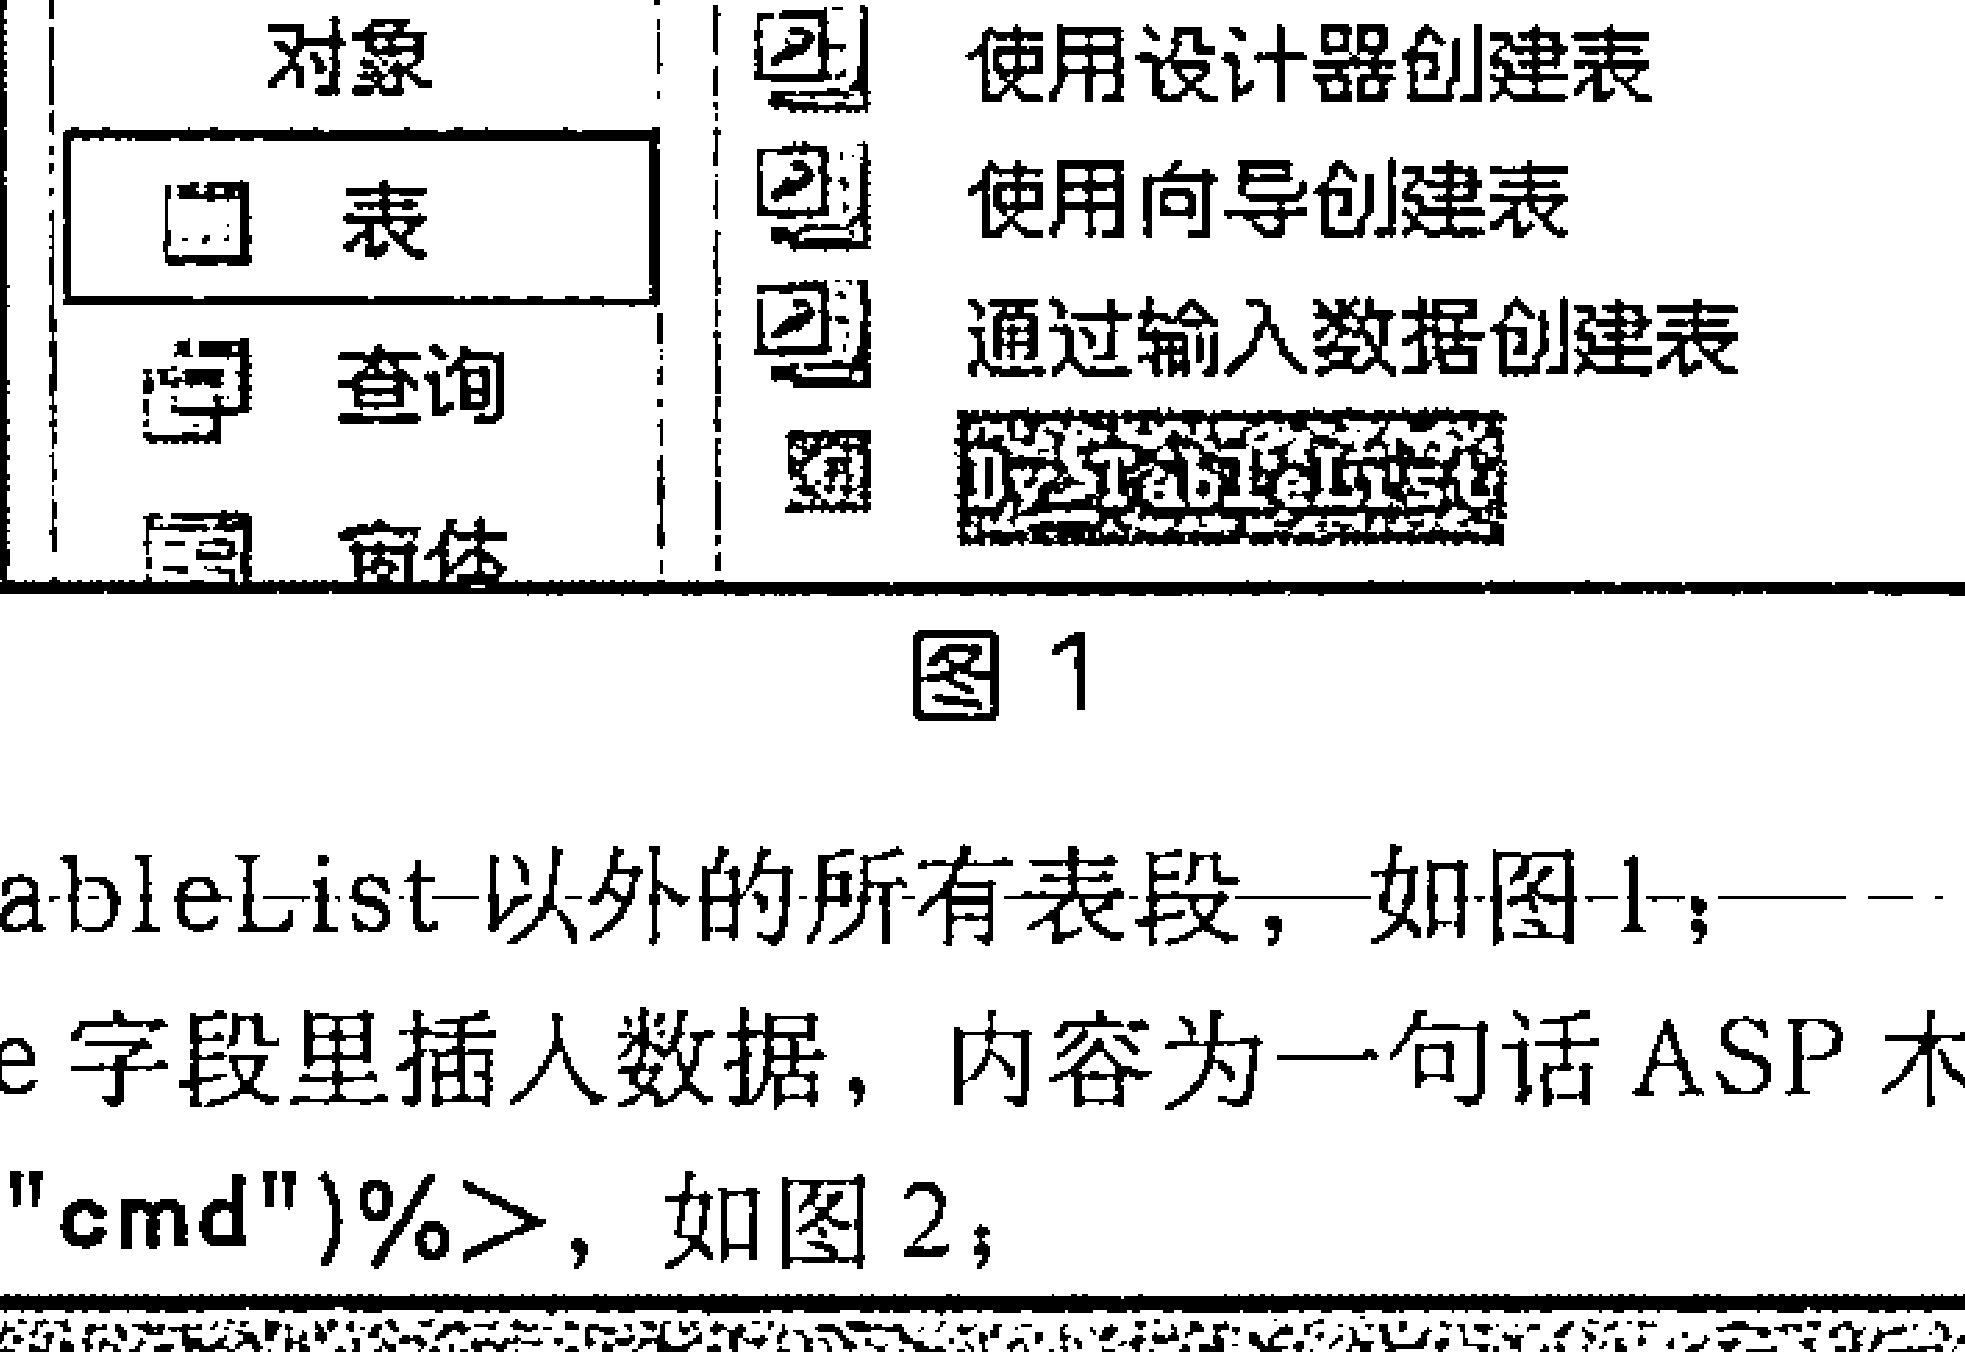 对象
表
查询
窗体
使用设计器创建表
使用向导创建表
通过输入数据创建表
Dv_TableList
图 1
ableList 以外的所有表段，如图 1；
e 字段里插入数据，内容为一句话 ASP 木
"cmd")%>，如图 2；